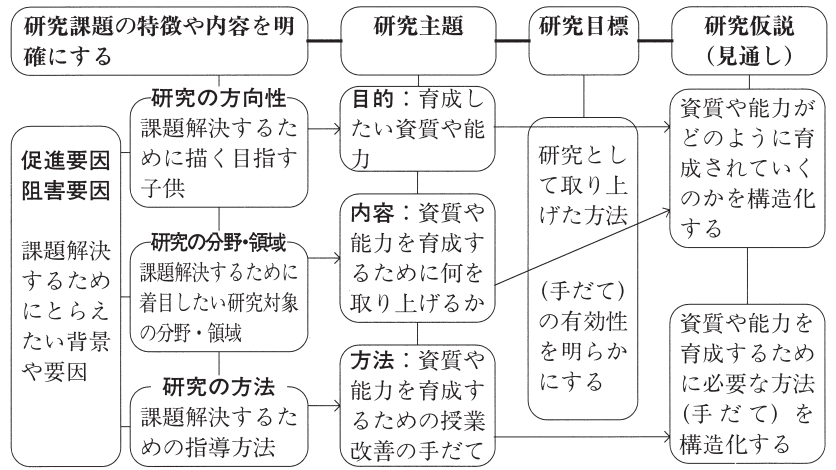 研究課題の特徴や内容を明
確にする
研究主題
研究目標
研究仮説
(見通し)
促進要因
阻害要因
課題解決
するため
にとらえ
たい背景
や要因
研究の方向性
課題解決するた
めに描く目指す
子供
研究の分野・領域
課題解決するために
着目したい研究対象
の分野・領域
研究の方法
課題解決するた
めの指導方法
目的：育成し
たい資質や能
力
内容：資質や
能力を育成す
るために何を
取り上げるか
方法：資質や
能力を育成す
るための授業
改善の手だて
研究とし
て取り上
げた方法
(手だて)
の有効性
を明らか
にする
資質や能力が
どのように育
成されていく
のかを構造化
する
資質や能力を
育成するため
に必要な方法
(手だて)を
構造化する